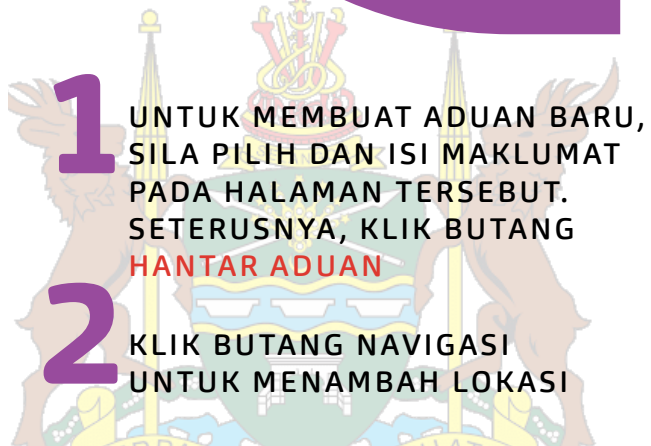 1
UNTUK MEMBUAT ADUAN BARU,
SILA PILIH DAN ISI MAKLUMAT
PADA HALAMAN TERSEBUT.
SETERUSNYA, KLIK BUTANG
HANTAR ADUAN
2
KLIK BUTANG NAVIGASI
UNTUK MENAMBAH LOKASI